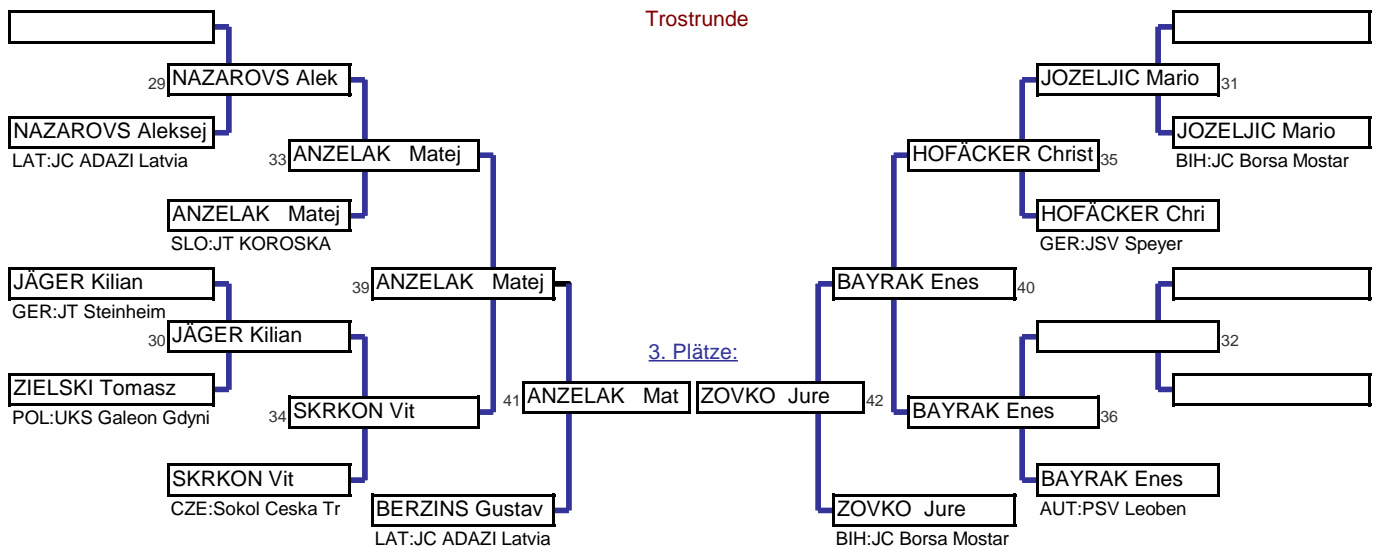 Trostrunde
29 NAZAROVS Alek
NAZAROVS Aleksej
LAT:JC ADAZI Latvia
33 ANZELAK Matej
ANZELAK Matej
SLO:JT KOROSKA
JÄGER Kilian
GER:JT Steinheim
39 ANZELAK Matej
30 JÄGER Kilian
ZIELSKI Tomasz
POL:UKS Galeon Gdyni
34 SKRKON Vit
SKRKON Vit
CZE:Sokol Ceska Tr
41 ANZELAK Mat
BERZINS Gustav
LAT:JC ADAZI Latvia
3. Plätze:
JOZELJIC Mario 31
JOZELJIC Mario
BIH:JC Borsa Mostar
HOFÄCKER Christ 35
HOFÄCKER Chri
GER:JSV Speyer
BAYRAK Enes 40
32
ZOVKO Jure 42
BAYRAK Enes 36
BAYRAK Enes
AUT:PSV Leoben
ZOVKO Jure
BIH:JC Borsa Mostar